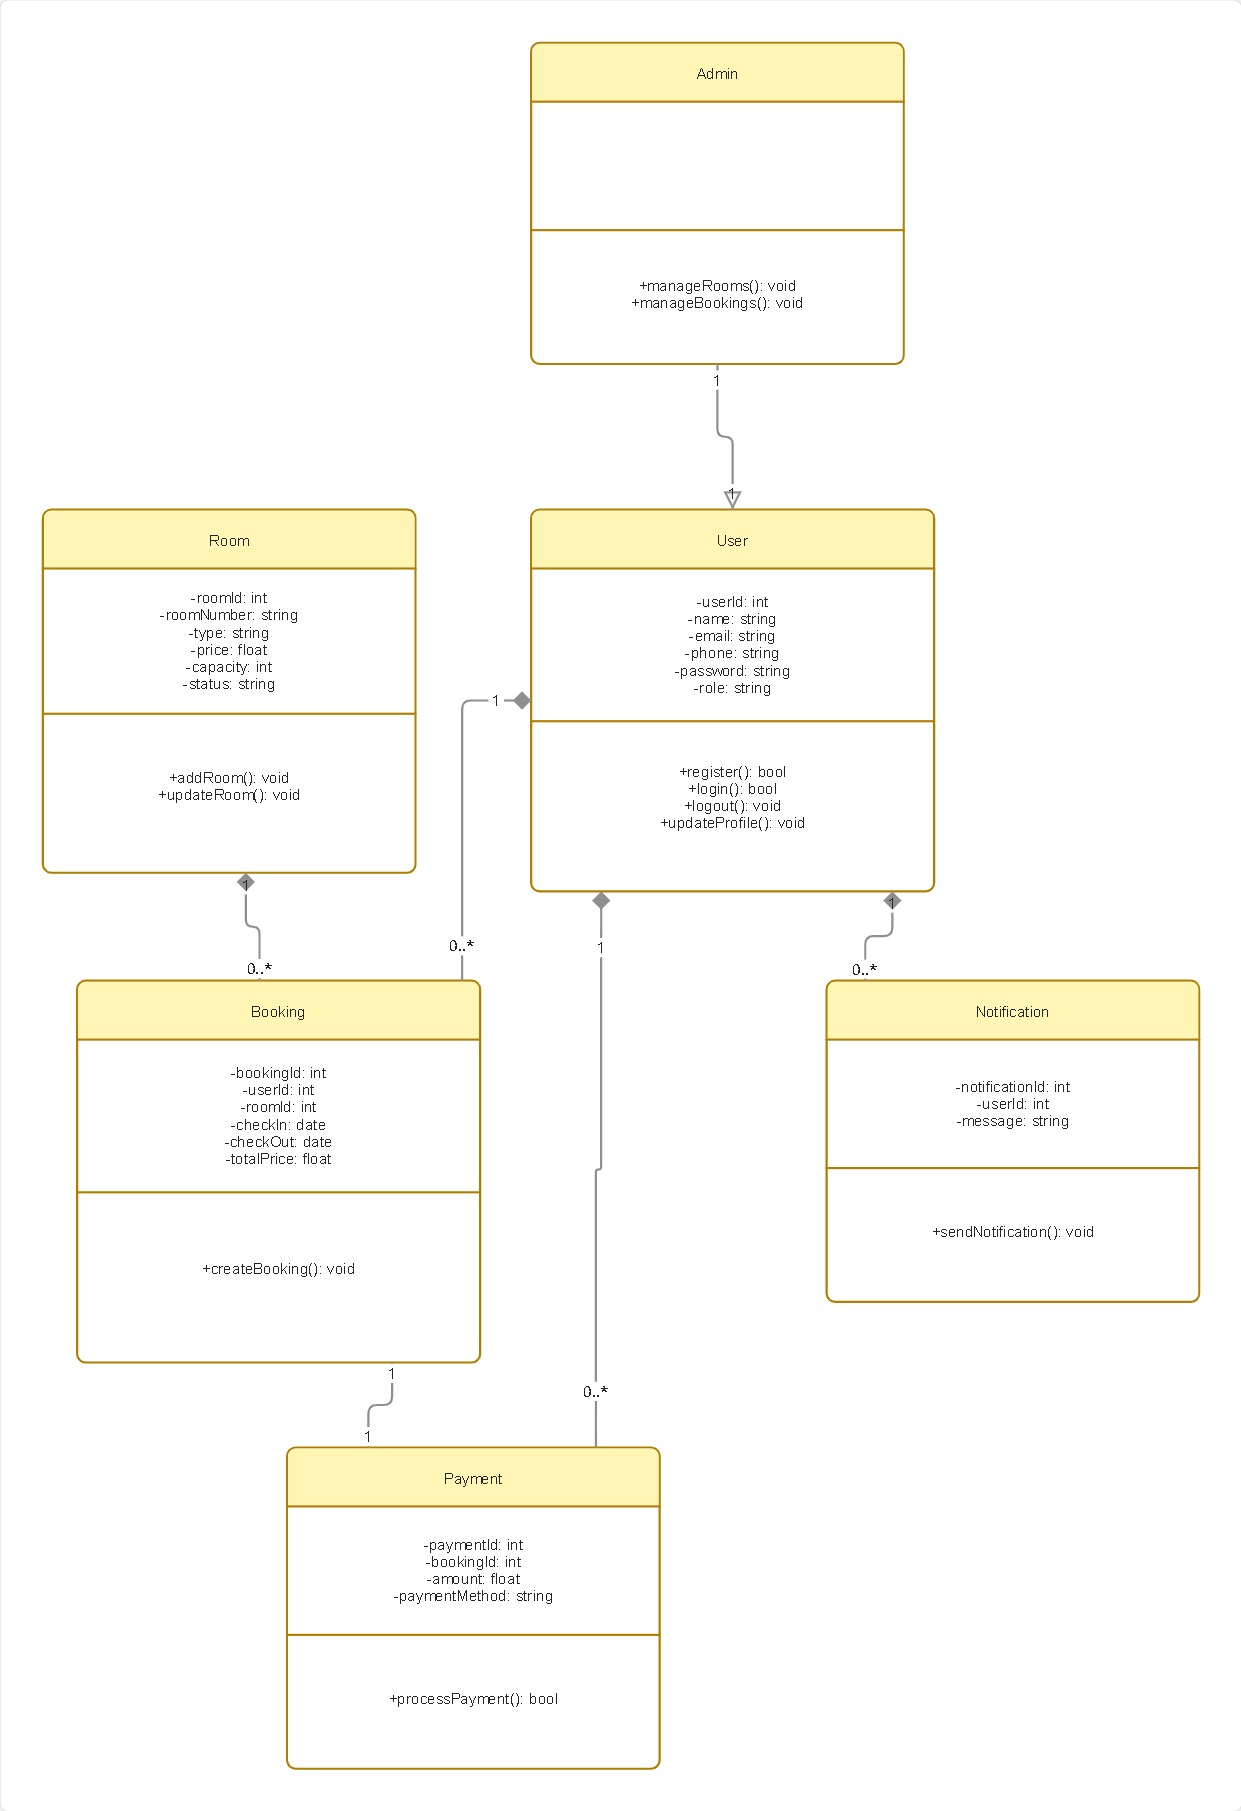 Admin
+manageRooms(): void
+manageBookings(): void
1
1
Room
-roomId: int
-roomNumber: string
-type: string
-price: float
-capacity: int
-status: string
+addRoom(): void
+updateRoom(): void
User
-userId: int
-name: string
-email: string
-phone: string
-password: string
-role: string
+register(): bool
+login(): bool
+logout(): void
+updateProfile(): void
1
0..*
1
0..*
1
0..*
1
0..*
Booking
-bookingId: int
-userId: int
-roomId: int
-checkIn: date
-checkOut: date
-totalPrice: float
+createBooking(): void
Notification
-notificationId: int
-userId: int
-message: string
+sendNotification(): void
1
1
Payment
-paymentId: int
-bookingId: int
-amount: float
-paymentMethod: string
+processPayment(): bool